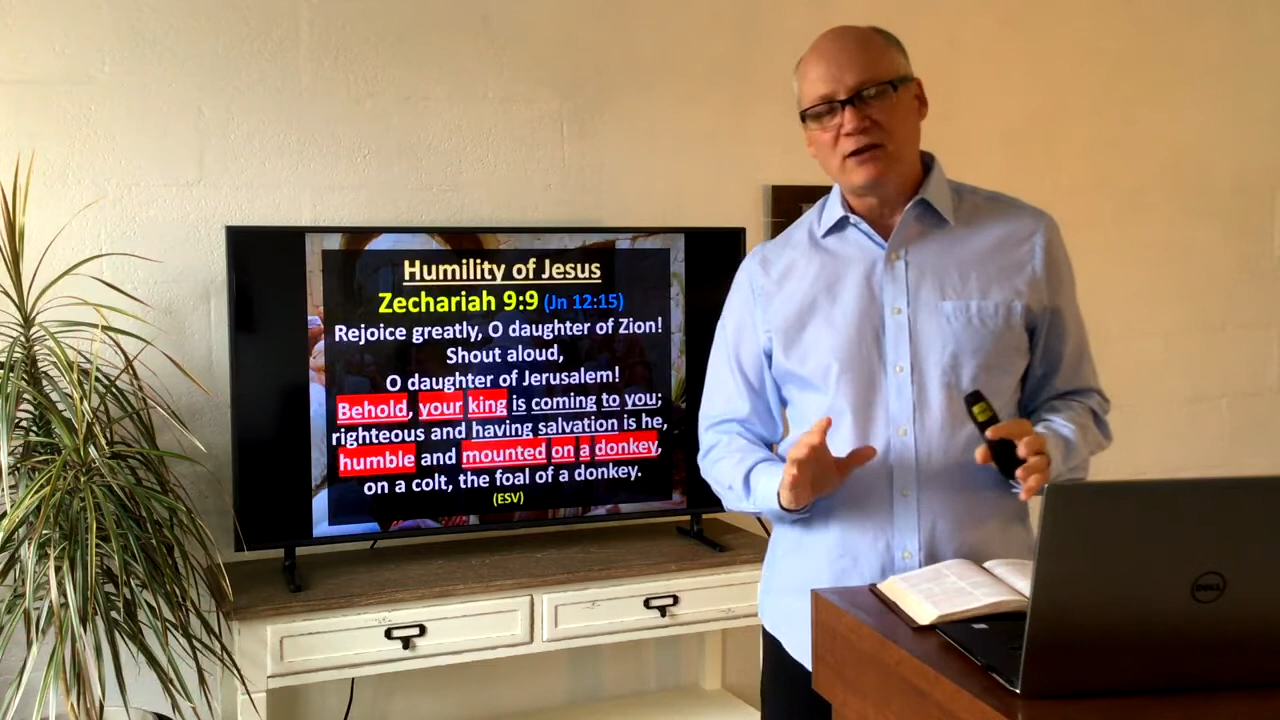 Humility of Jesus
Zechariah 9:9 (Jn 12:15)
Rejoice greatly, O daughter of Zion!
Shout aloud,
O daughter of Jerusalem!
Behold, your king is coming to you;
righteous and having salvation is he,
humble and mounted on a donkey,
on a colt, the foal of a donkey.
(ESV)
DELL